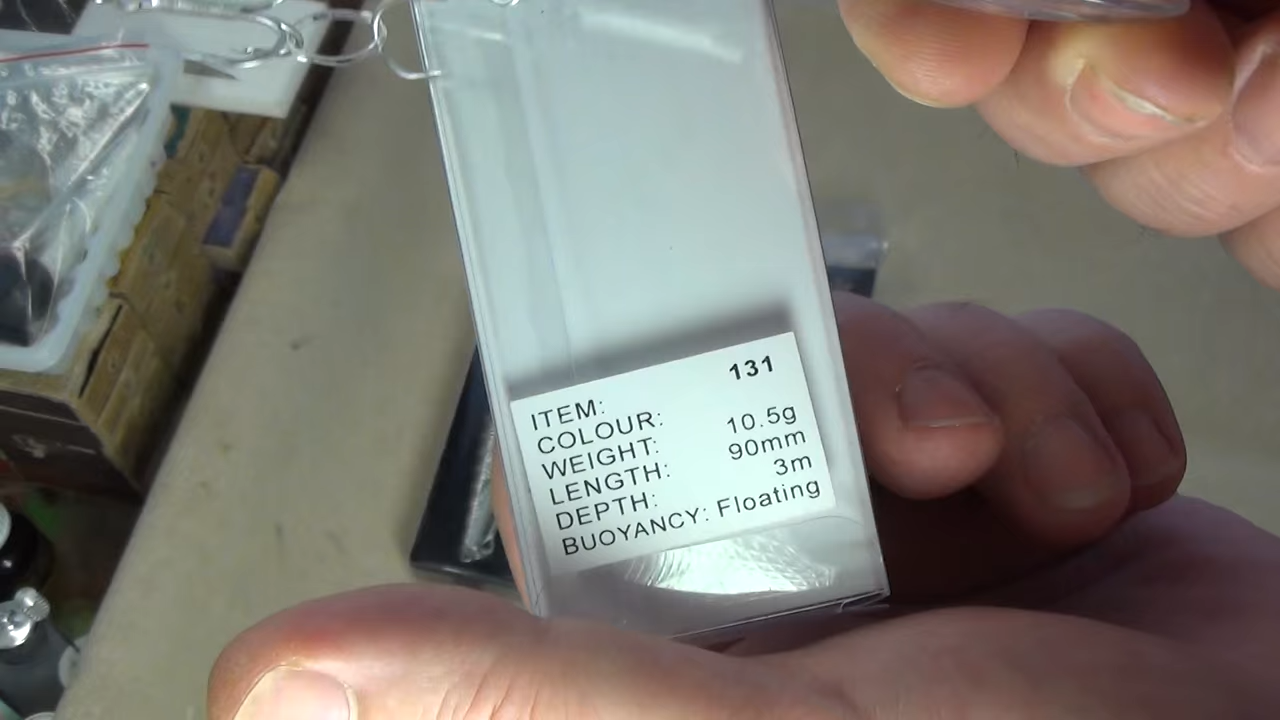 ITEM: 131
COLOUR:
WEIGHT: 10.5g
LENGTH: 90mm
DEPTH: 3m
BUOYANCY: Floating